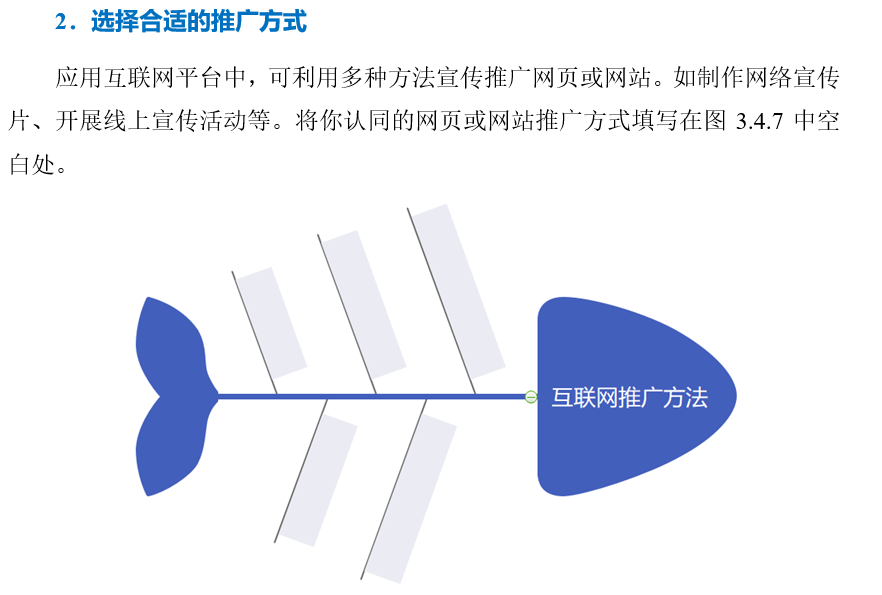 2．选择合适的推广方式
应用互联网平台中，可利用多种方法宣传推广网页或网站。如制作网络宣传
片、开展线上宣传活动等。将你认同的网页或网站推广方式填写在图 3.4.7 中空
白处。
互联网推广方法